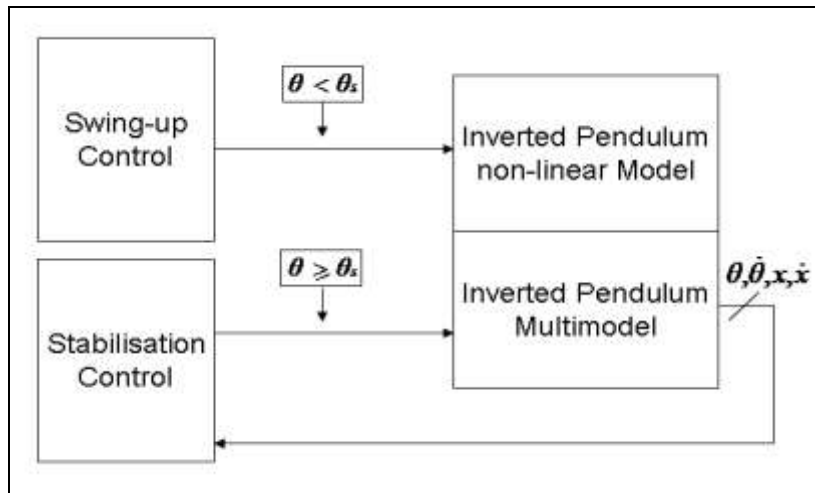 Swing-up
Control
θ < θs
Inverted Pendulum
non-linear Model
Stabilisation
Control
θ ⩾ θs
Inverted Pendulum
Multimodel
θ,θ̇,x,ẋ